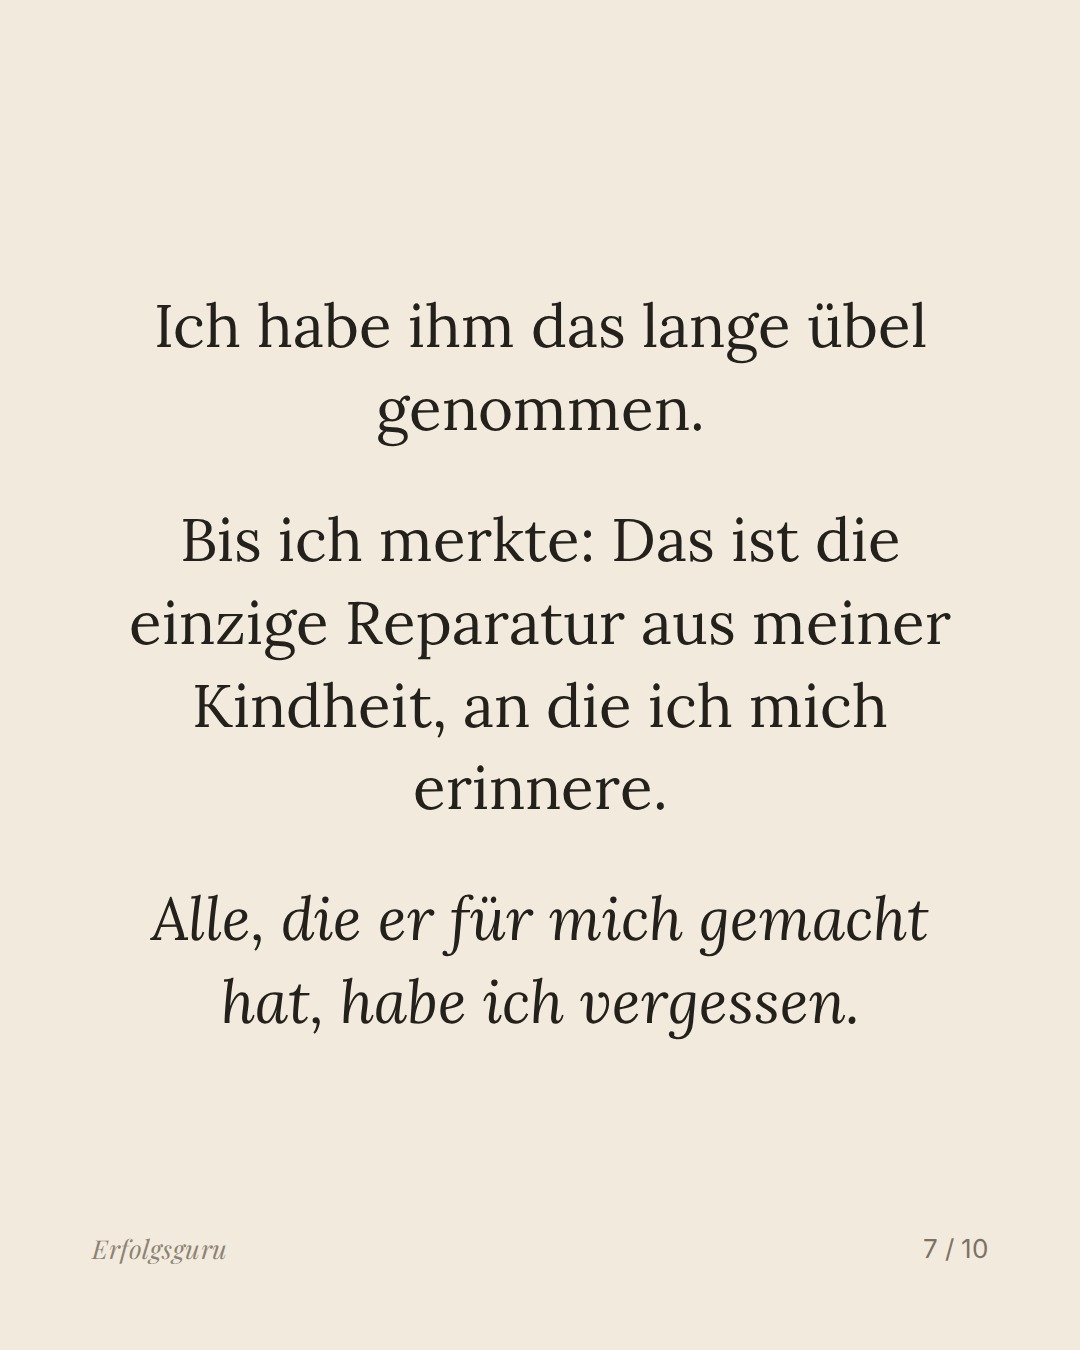 Ich habe ihm das lange übel
genommen.
Bis ich merkte: Das ist die
einzige Reparatur aus meiner
Kindheit, an die ich mich
erinnere.
Alle, die er für mich gemacht
hat, habe ich vergessen.
Erfolgsguru
7 / 10